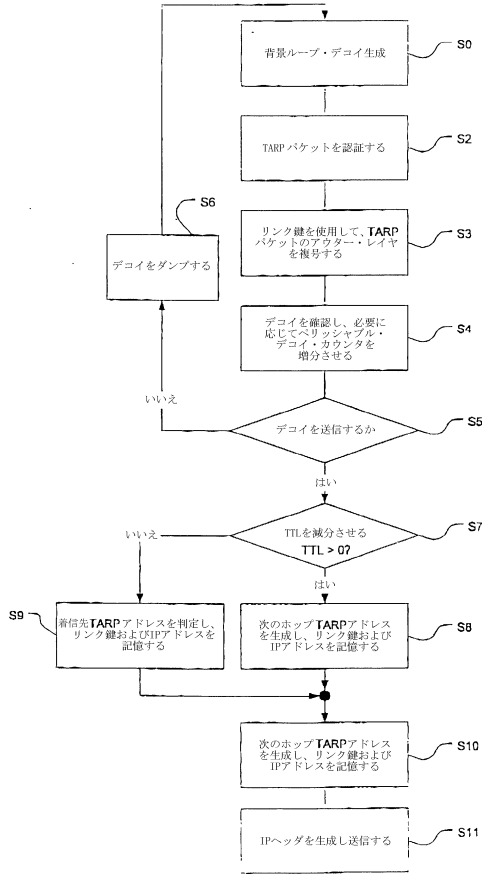 背景ループ・デコイ生成
S0
TARPパケットを認証する
S2
リンク鍵を使用して、TARP
パケットのアウター・レイヤ
を複号する
S3
S6
デコイをダンプする
デコイを確認し、必要に
応じてペリッシャブル・
デコイ・カウンタを
増分させる
S4
いいえ
デコイを送信するか
S5
はい
いいえ
TTLを減分させる
TTL > 0?
S7
はい
S9
着信先TARPアドレスを判定し、
リンク鍵およびIPアドレスを
記憶する
次のホップTARPアドレス
を生成し、リンク鍵および
IPアドレスを記憶する
S8
次のホップTARPアドレス
を生成し、リンク鍵および
IPアドレスを記憶する
S10
IPヘッダを生成し送信する
S11